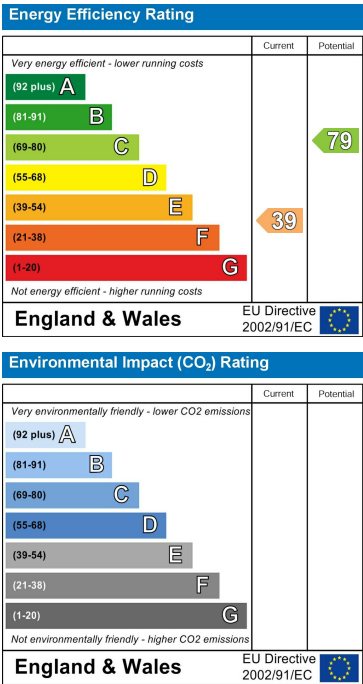 Energy Efficiency Rating
Current Potential
Very energy efficient - lower running costs
(92 plus) A
(81-91) B
(69-80) C
79
(55-68) D
(39-54) E
39
(21-38) F
(1-20) G
Not energy efficient - higher running costs
England & Wales
EU Directive
2002/91/EC
Environmental Impact (CO₂) Rating
Current Potential
Very environmentally friendly - lower CO2 emissions
(92 plus) A
(81-91) B
(69-80) C
(55-68) D
(39-54) E
(21-38) F
(1-20) G
Not environmentally friendly - higher CO2 emissions
England & Wales
EU Directive
2002/91/EC